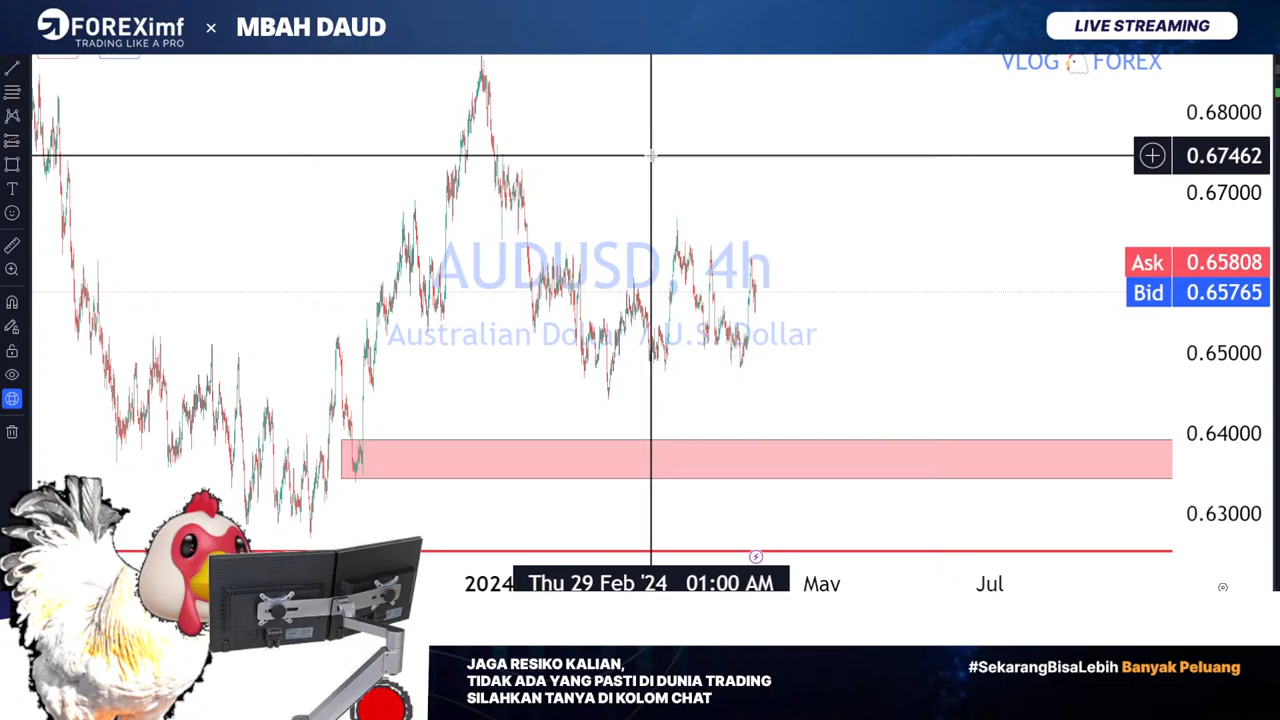 FOREXimf
TRADING LIKE A PRO
×
MBAH DAUD
LIVE STREAMING
VLOG FOREX
0.68000
0.67462
0.67000
AUDUSD, 4h
Ask 0.65808
Bid 0.65765
Australian Dollar / U.S. Dollar
0.65000
0.64000
0.63000
2024
Thu 29 Feb '24 01:00 AM
May
Jul
JAGA RESIKO KALIAN,
TIDAK ADA YANG PASTI DI DUNIA TRADING
SILAHKAN TANYA DI KOLOM CHAT
#SekarangBisaLebih Banyak Peluang